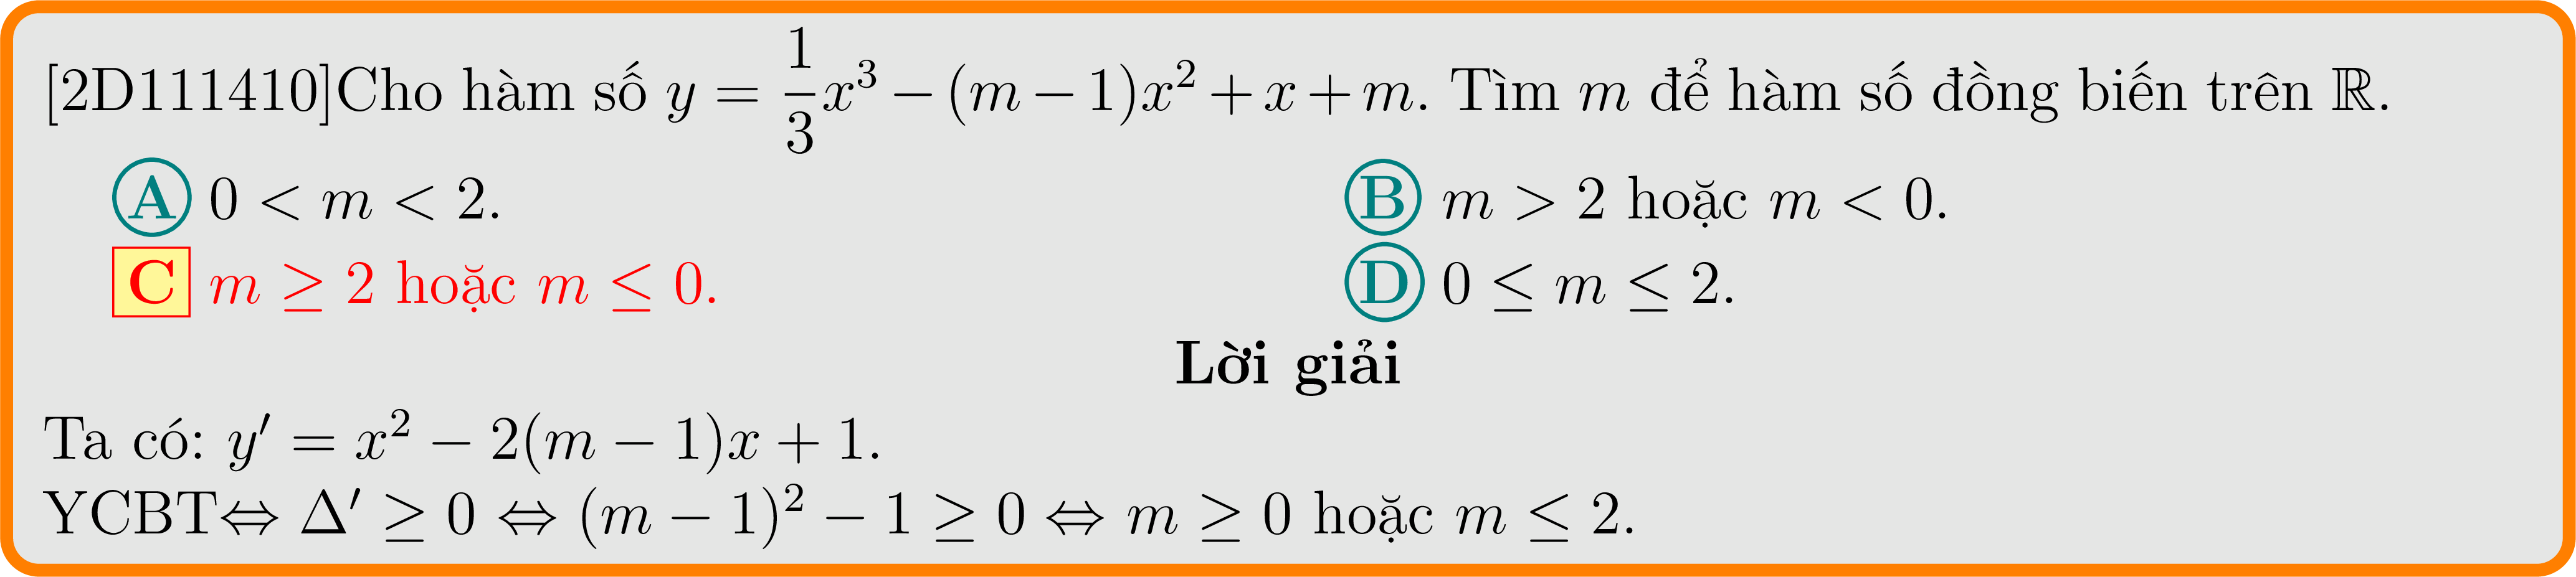 [2D111410]Cho hàm số $y = \dfrac{1}{3}x^3 - (m-1)x^2 + x + m$. Tìm $m$ để hàm số đồng biến trên $\mathbb{R}$.
Ⓐ $0 < m < 2$. Ⓑ $m > 2$ hoặc $m < 0$.
C $m \geq 2$ hoặc $m \leq 0$. Ⓓ $0 \leq m \leq 2$.
Lời giải
Ta có: $y' = x^2 - 2(m-1)x + 1$.
YCBT$\Leftrightarrow \Delta' \geq 0 \Leftrightarrow (m-1)^2 - 1 \geq 0 \Leftrightarrow m \geq 0$ hoặc $m \leq 2$.